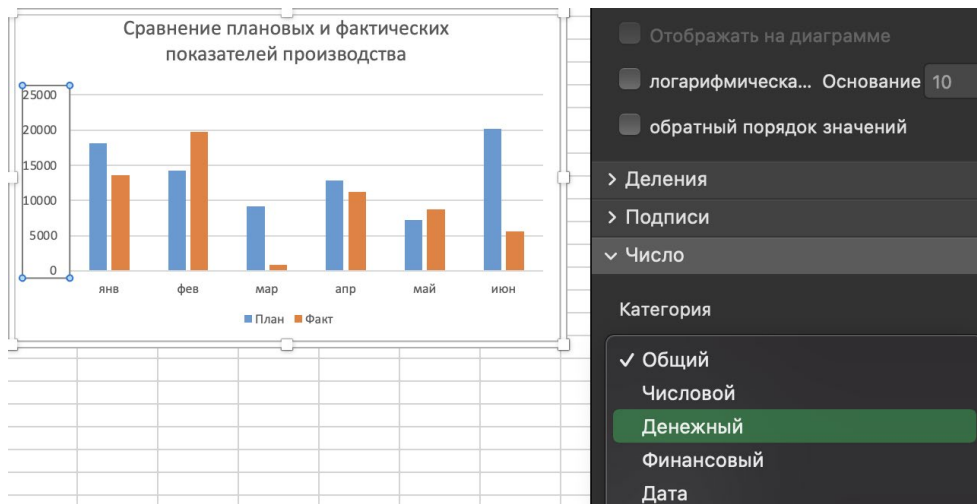 Сравнение плановых и фактических
показателей производства
25000
20000
15000
10000
5000
0
янв фев мар апр май июн
План Факт
Отображать на диаграмме
логарифмическа... Основание 10
обратный порядок значений
> Деления
> Подписи
Число
Категория
✓ Общий
Числовой
Денежный
Финансовый
Дата